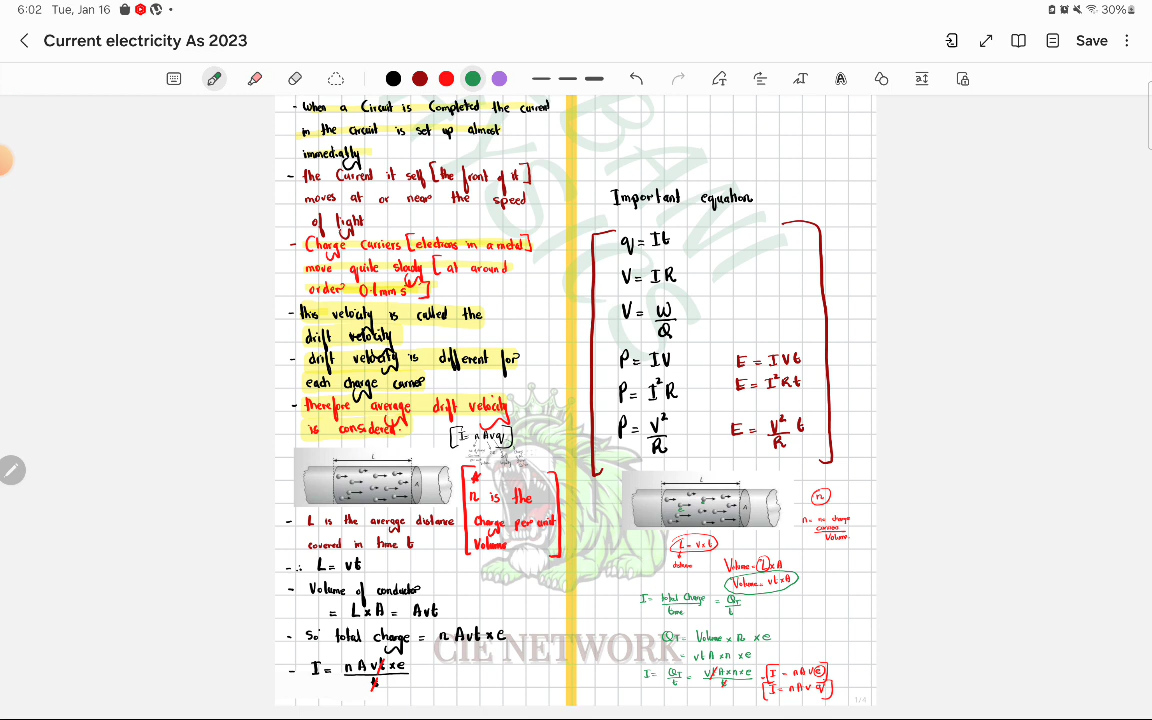 6:02 Tue, Jan 16
30%
Current electricity As 2023
Save
- When a Circuit is Completed the current
in the circuit is set up almost
immediatly
- the Current it self [the front of it]
moves at or near the speed
of light
- Charge Carriers [electrons in a metal]
move quite slowly [at around
order 0.1mm s⁻¹]
- this velocity is called the
drift velocity
- drift velocity is different for
each charge carrier
- therefore average drift velocity
is considered.
[I = nAvq]
L
A
* n is the
Charge per unit
Volume
- L is the average distance
covered in time t
- ∴ L = vt
- Volume of conductor
= L x A = Avt
- So total charge = n Avt x e
- I = n A v t x e
t
Important equation
q = It
V = IR
V = W
Q
P = IV
E = IVt
P = I²R
E = I²Rt
P = V²
R
E = V² t
R
L
A
n
n = no charge
carriers
Volume
L = v x t
distance
Volume = L x A
Volume = vt x A
I = total charge = QT
time t
QT = Volume x n x e
= vtA x n x e
I = QT = vtA x n x e
t t
= [I = nAve]
[I = nAvq]
CIE NETWORK
1/4